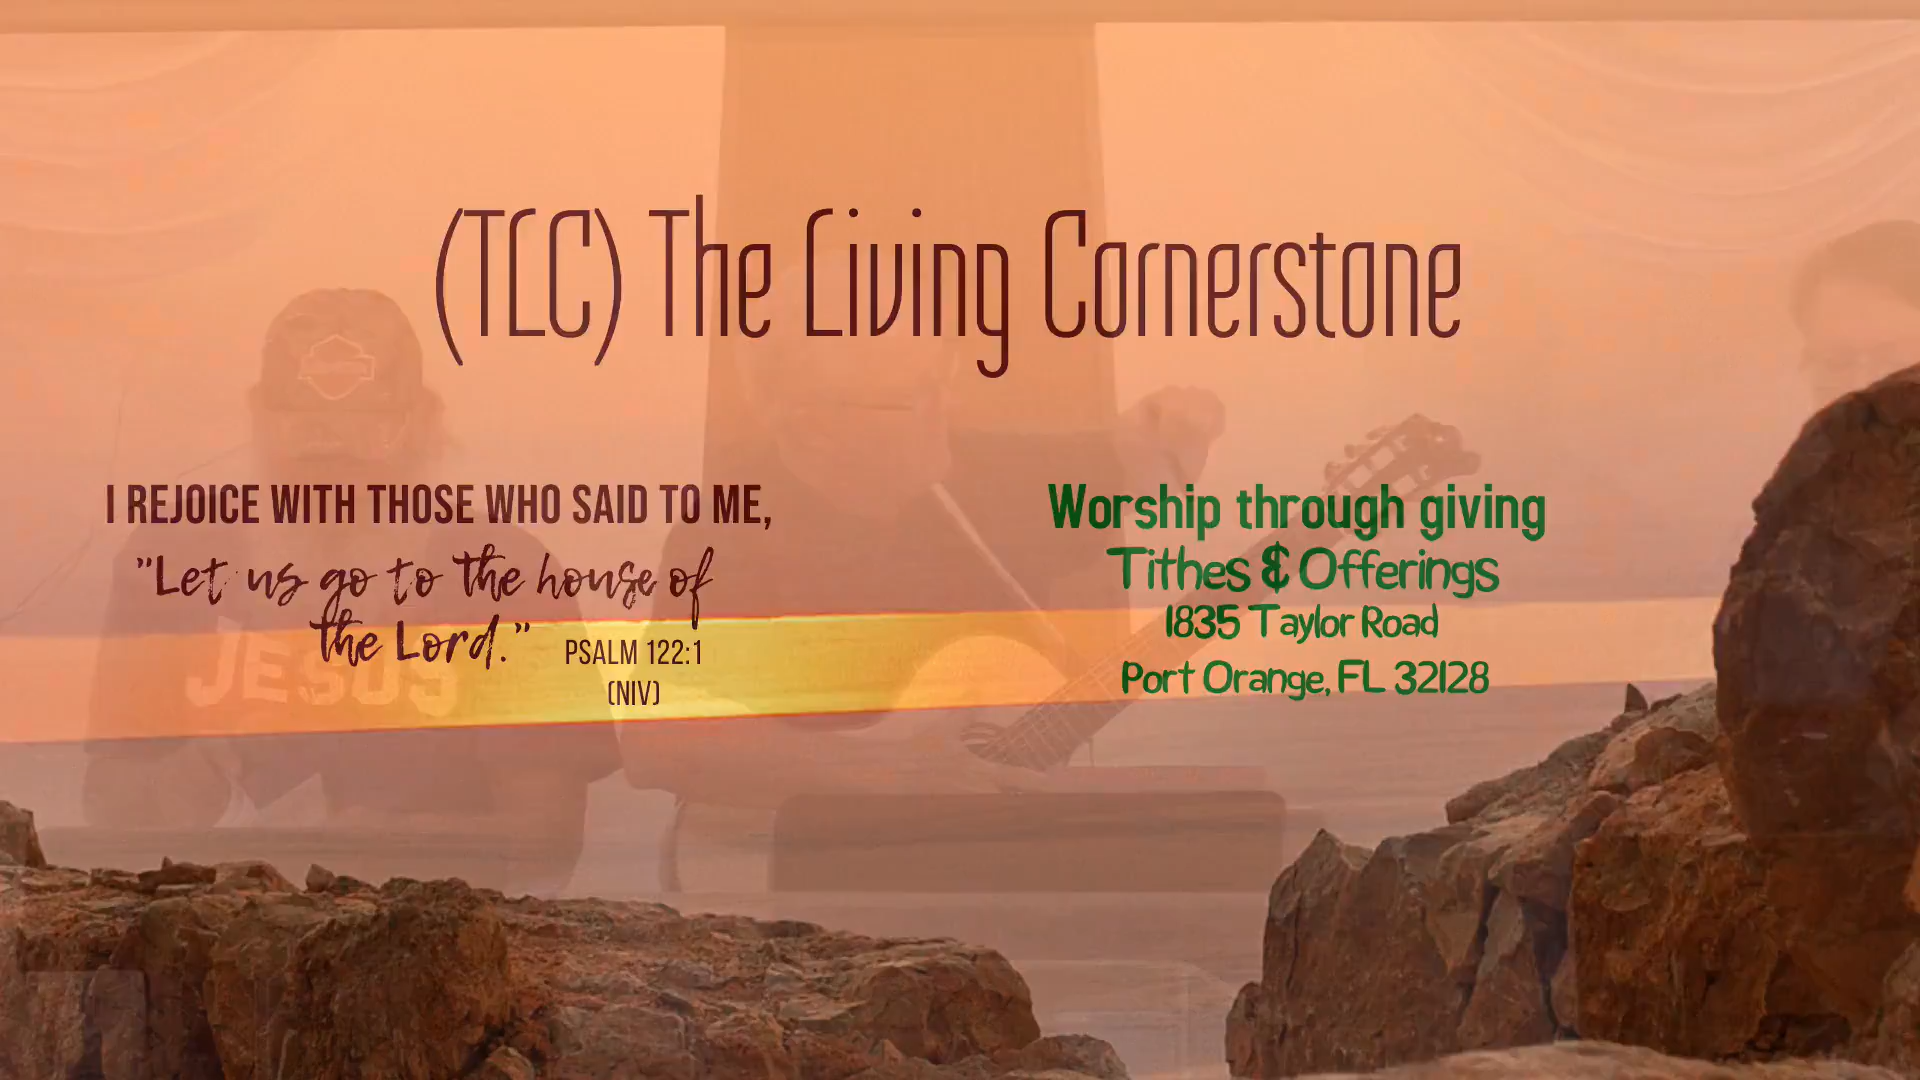 (TLC) The Living Cornerstone
I REJOICE WITH THOSE WHO SAID TO ME,
"Let us go to the house of
the Lord."
PSALM 122:1
(NIV)
Worship through giving
Tithes & Offerings
1835 Taylor Road
Port Orange, FL 32128
JESUS